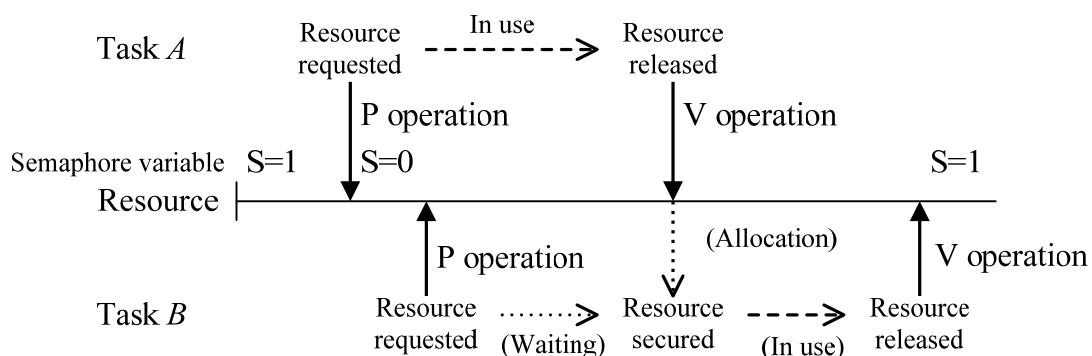 In use
Task A
Resource
requested
Resource
released
P operation
V operation
Semaphore variable
S=1
S=0
S=1
Resource
(Allocation)
P operation
V operation
Task B
Resource
requested
(Waiting)
Resource
secured
(In use)
Resource
released